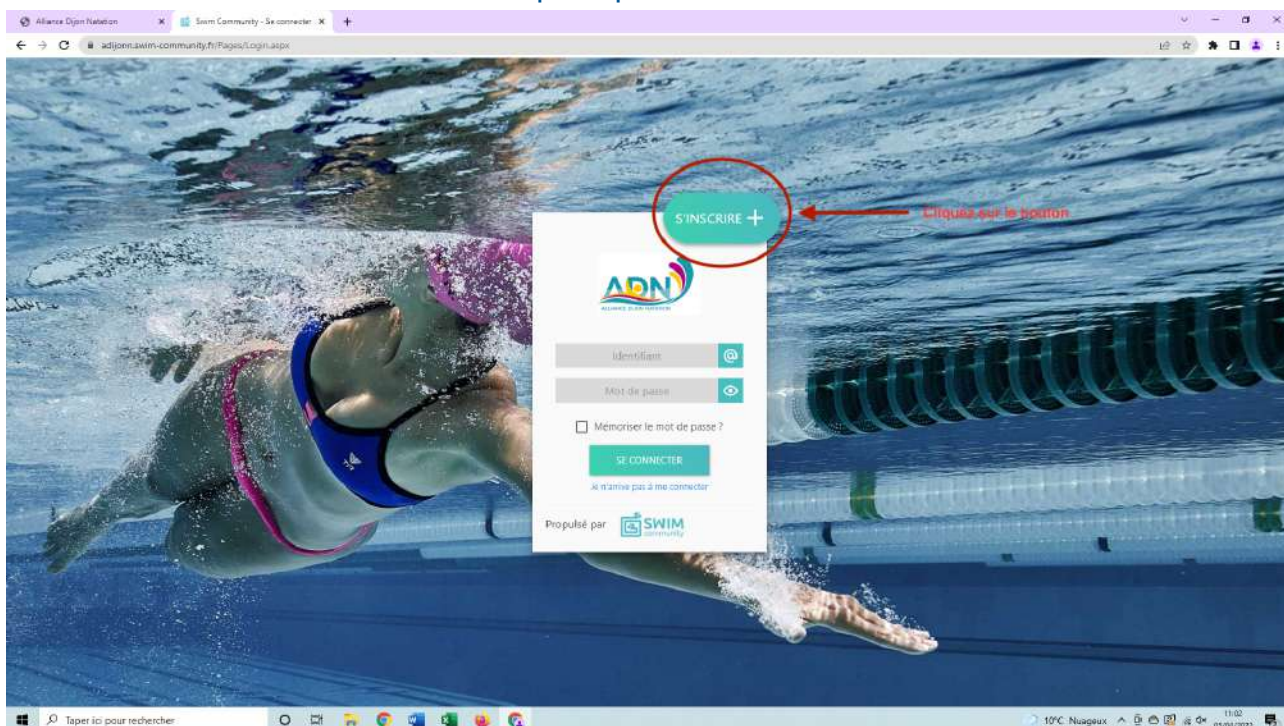 Alliance Dijon Natation
Swim Community - Se connecter
adijonn.swim-community.fr/Pages/Login.aspx
S'INSCRIRE +
Cliquez sur le bouton
ADN
ALLIANCE DIJON NATATION
Identifiant @
Mot de passe
Mémoriser le mot de passe ?
SE CONNECTER
Je n'arrive pas à me connecter
Propulsé par SWIM
community
TYR
Taper ici pour rechercher
10°C Nuageux
11:02